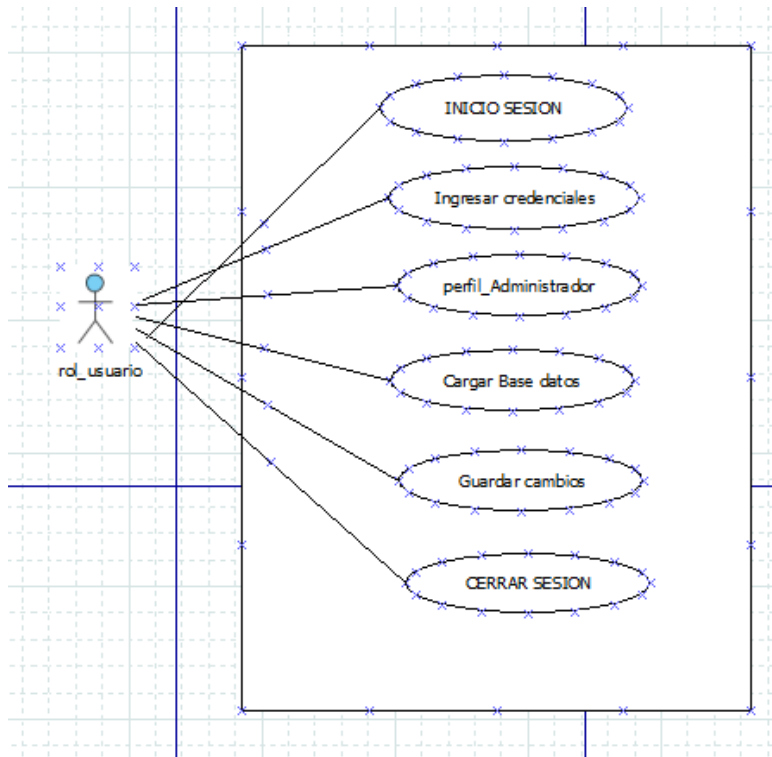 INICIO SESION
Ingresar credenciales
perfil_Administrador
rol_usuario
Cargar Base datos
Guardar cambios
CERRAR SESION